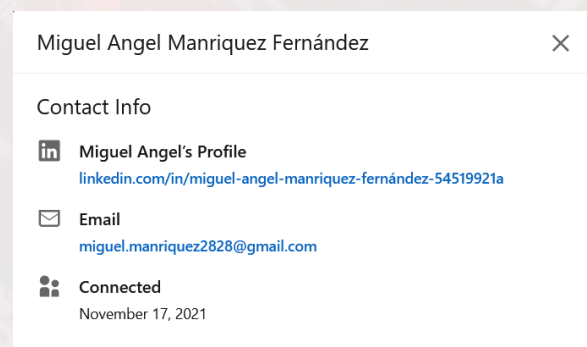 Miguel Angel Manriquez Fernández
Contact Info
Miguel Angel's Profile
linkedin.com/in/miguel-angel-manriquez-fernández-54519921a
Email
miguel.manriquez2828@gmail.com
Connected
November 17, 2021